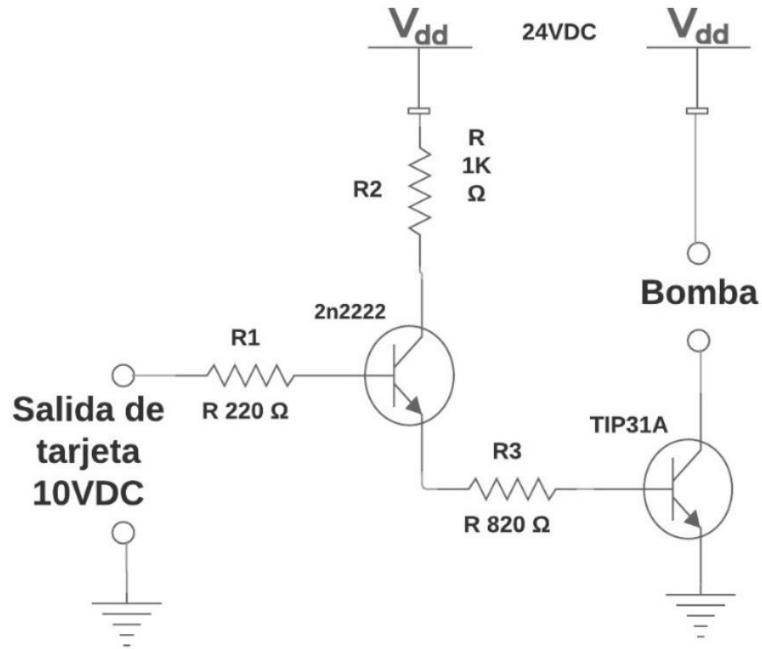 Vdd
24VDC
Vdd
R
1K
Ω
R2
Bomba
2n2222
R1
R 220 Ω
Salida de
tarjeta
10VDC
TIP31A
R3
R 820 Ω